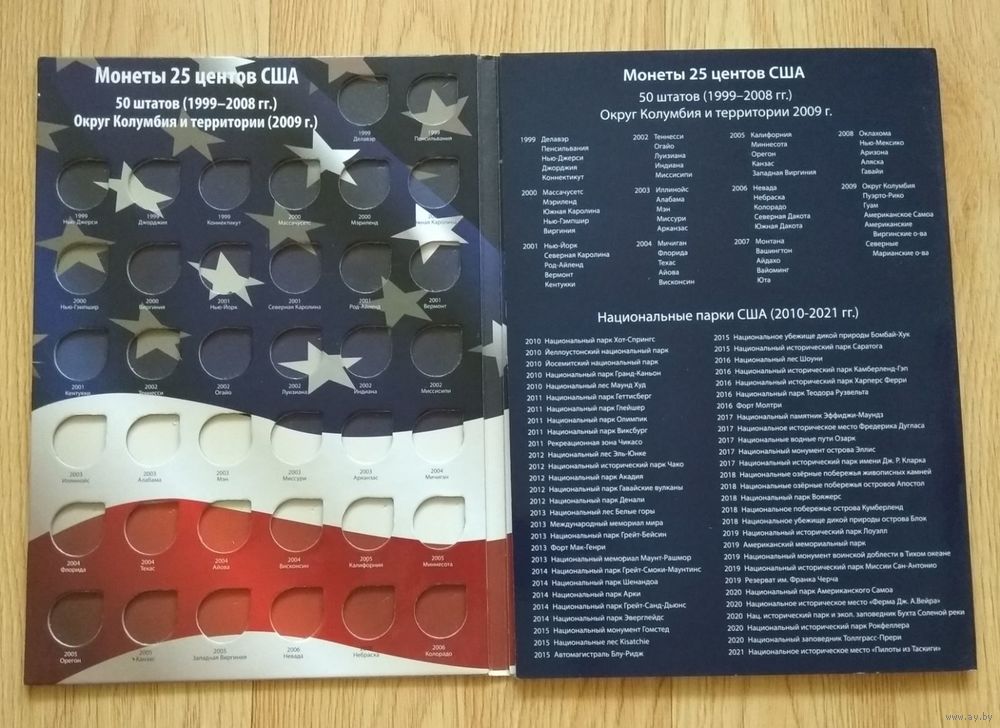 Монеты 25 центов США
50 штатов (1999–2008 гг.)
Округ Колумбия и территории (2009 г.)
1999 Делавэр
1999 Пенсильвания
1999 Нью-Джерси
1999 Джорджия
1999 Коннектикут
2000 Массачусетс
2000 Мэриленд
Южная Каролина
2000 Нью-Гэмпшир
2000 Виргиния
2001 Нью-Йорк
2001 Северная Каролина
2001 Род-Айленд
2001 Вермонт
2001 Кентукки
2002 Теннесси
2002 Огайо
2002 Луизиана
2002 Индиана
2002 Миссисипи
2003 Иллинойс
2003 Алабама
2003 Мэн
2003 Миссури
2003 Арканзас
2004 Мичиган
2004 Флорида
2004 Техас
2004 Айова
2004 Висконсин
2005 Калифорния
2005 Миннесота
2005 Орегон
2005 Канзас
2005 Западная Виргиния
2006 Невада
Небраска
2006 Колорадо
Монеты 25 центов США
50 штатов (1999–2008 гг.)
Округ Колумбия и территории 2009 г.
1999 Делавэр
Пенсильвания
Нью-Джерси
Джорджия
Коннектикут
2000 Массачусетс
Мэриленд
Южная Каролина
Нью-Гэмпшир
Виргиния
2001 Нью-Йорк
Северная Каролина
Род-Айленд
Вермонт
Кентукки
2002 Теннесси
Огайо
Луизиана
Индиана
Миссисипи
2003 Иллинойс
Алабама
Мэн
Миссури
Арканзас
2004 Мичиган
Флорида
Техас
Айова
Висконсин
2005 Калифорния
Миннесота
Орегон
Канзас
Западная Виргиния
2006 Невада
Небраска
Колорадо
Северная Дакота
Южная Дакота
2007 Монтана
Вашингтон
Айдахо
Вайоминг
Юта
2008 Оклахома
Нью-Мексико
Аризона
Аляска
Гавайи
2009 Округ Колумбия
Пуэрто-Рико
Гуам
Американское Самоа
Американские
Виргинские о-ва
Северные
Марианские о-ва
Национальные парки США (2010-2021 гг.)
2010 Национальный парк Хот-Спрингс
2010 Йеллоустонский национальный парк
2010 Йосемитский национальный парк
2010 Национальный парк Гранд-Каньон
2010 Национальный лес Маунд Худ
2011 Национальный парк Геттисберг
2011 Национальный парк Глейшер
2011 Национальный парк Олимпик
2011 Национальный парк Виксбург
2011 Рекреационная зона Чикасо
2012 Национальный лес Эль-Юнке
2012 Национальный исторический парк Чако
2012 Национальный парк Акадия
2012 Национальный парк Гавайские вулканы
2012 Национальный парк Денали
2013 Национальный лес Белые горы
2013 Международный мемориал мира
2013 Национальный парк Грейт-Бейсин
2013 Форт Мак-Генри
2013 Национальный мемориал Маунт-Рашмор
2014 Национальный парк Грейт-Смоки-Маунтинс
2014 Национальный парк Шенандоа
2014 Национальный парк Арки
2014 Национальный парк Грейт-Санд-Дьюнс
2014 Национальный парк Эверглейдс
2015 Национальный монумент Гомстед
2015 Национальные лес Kisatchie
2015 Автомагистраль Блу-Ридж
2015 Национальное убежище дикой природы Бомбай-Хук
2015 Национальный исторический парк Саратога
2016 Национальный лес Шоуни
2016 Национальный исторический парк Камберленд-Гэп
2016 Национальный исторический парк Харперс Ферри
2016 Национальный парк Теодора Рузвельта
2016 Форт Молтри
2017 Национальный памятник Эффиджи-Маундз
2017 Национальное историческое место Фредерика Дугласа
2017 Национальные водные пути Озарк
2017 Национальный монумент острова Эллис
2017 Национальный исторический парк имени Дж. Р. Кларка
2018 Национальные озёрные побережья живописных камней
2018 Национальные озёрные побережья островов Апостол
2018 Национальный парк Вояжерс
2018 Национальное побережье острова Кумберленд
2018 Национальное убежище дикой природы острова Блок
2019 Национальный исторический парк Лоуэлл
2019 Американский мемориальный парк
2019 Национальный монумент воинской доблести в Тихом океане
2019 Национальный исторический парк Миссии Сан-Антонио
2019 Резерват им. Франка Черча
2020 Национальный парк Американского Самоа
2020 Национальное историческое место «Ферма Дж. А.Вейра»
2020 Нац. исторический парк и экол. заповедник Бухта Соленой реки
2020 Национальный исторический парк Рокфеллера
2020 Национальный заповедник Толлграсс-Прери
2021 Национальное историческое место «Пилоты из Таскиги»
www.ay.by